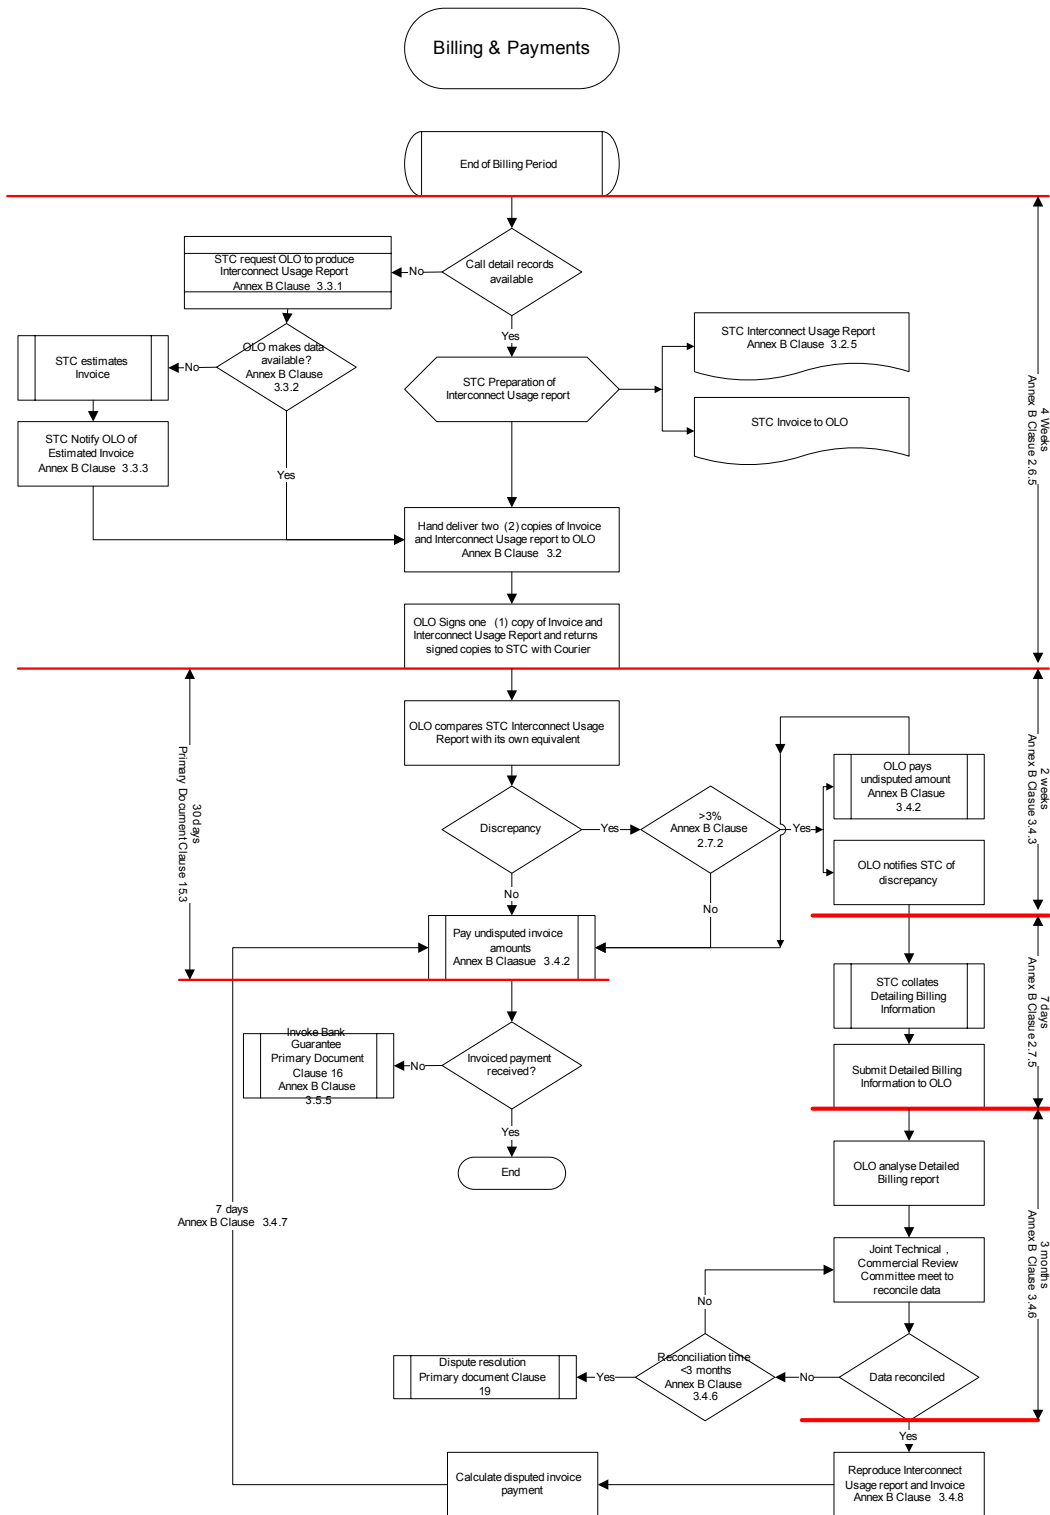 Billing & Payments
End of Billing Period
Call detail records
available
No
STC request OLO to produce
Interconnect Usage Report
Annex B Clause 3.3.1
Yes
OLO makes data
available?
Annex B Clause
3.3.2
No
STC estimates
Invoice
STC Notify OLO of
Estimated Invoice
Annex B Clause 3.3.3
Yes
STC Preparation of
Interconnect Usage report
STC Interconnect Usage Report
Annex B Clause 3.2.5
STC Invoice to OLO
4 Weeks
Annex B Clasue 2.6.5
Hand deliver two (2) copies of Invoice
and Interconnect Usage report to OLO
Annex B Clause 3.2
OLO Signs one (1) copy of Invoice and
Interconnect Usage Report and returns
signed copies to STC with Courier
30 days
Primary Document Clause 15.3
OLO compares STC Interconnect Usage
Report with its own equivalent
Discrepancy
Yes
>3%
Annex B Clause
2.7.2
Yes
OLO pays
undisputed amount
Annex B Clasue
3.4.2
OLO notifies STC of
discrepancy
2 weeks
Annex B Clasue 3.4.3
No
No
Pay undisputed invoice
amounts
Annex B Claasue 3.4.2
STC collates
Detailing Billing
Information
Submit Detailed Billing
Information to OLO
7 days
Annex B Clasue 2.7.5
Invoiced payment
received?
No
Invoke Bank
Guarantee
Primary Document
Clause 16
Annex B Clause
3.5.5
Yes
End
OLO analyse Detailed
Billing report
Joint Technical ,
Commercial Review
Committee meet to
reconcile data
3 months
Annex B Clause 3.4.6
7 days
Annex B Clause 3.4.7
No
Data reconciled
No
Reconciliation time
<3 months
Annex B Clause
3.4.6
Yes
Dispute resolution
Primary document Clause
19
Yes
Reproduce Interconnect
Usage report and Invoice
Annex B Clause 3.4.8
Calculate disputed invoice
payment